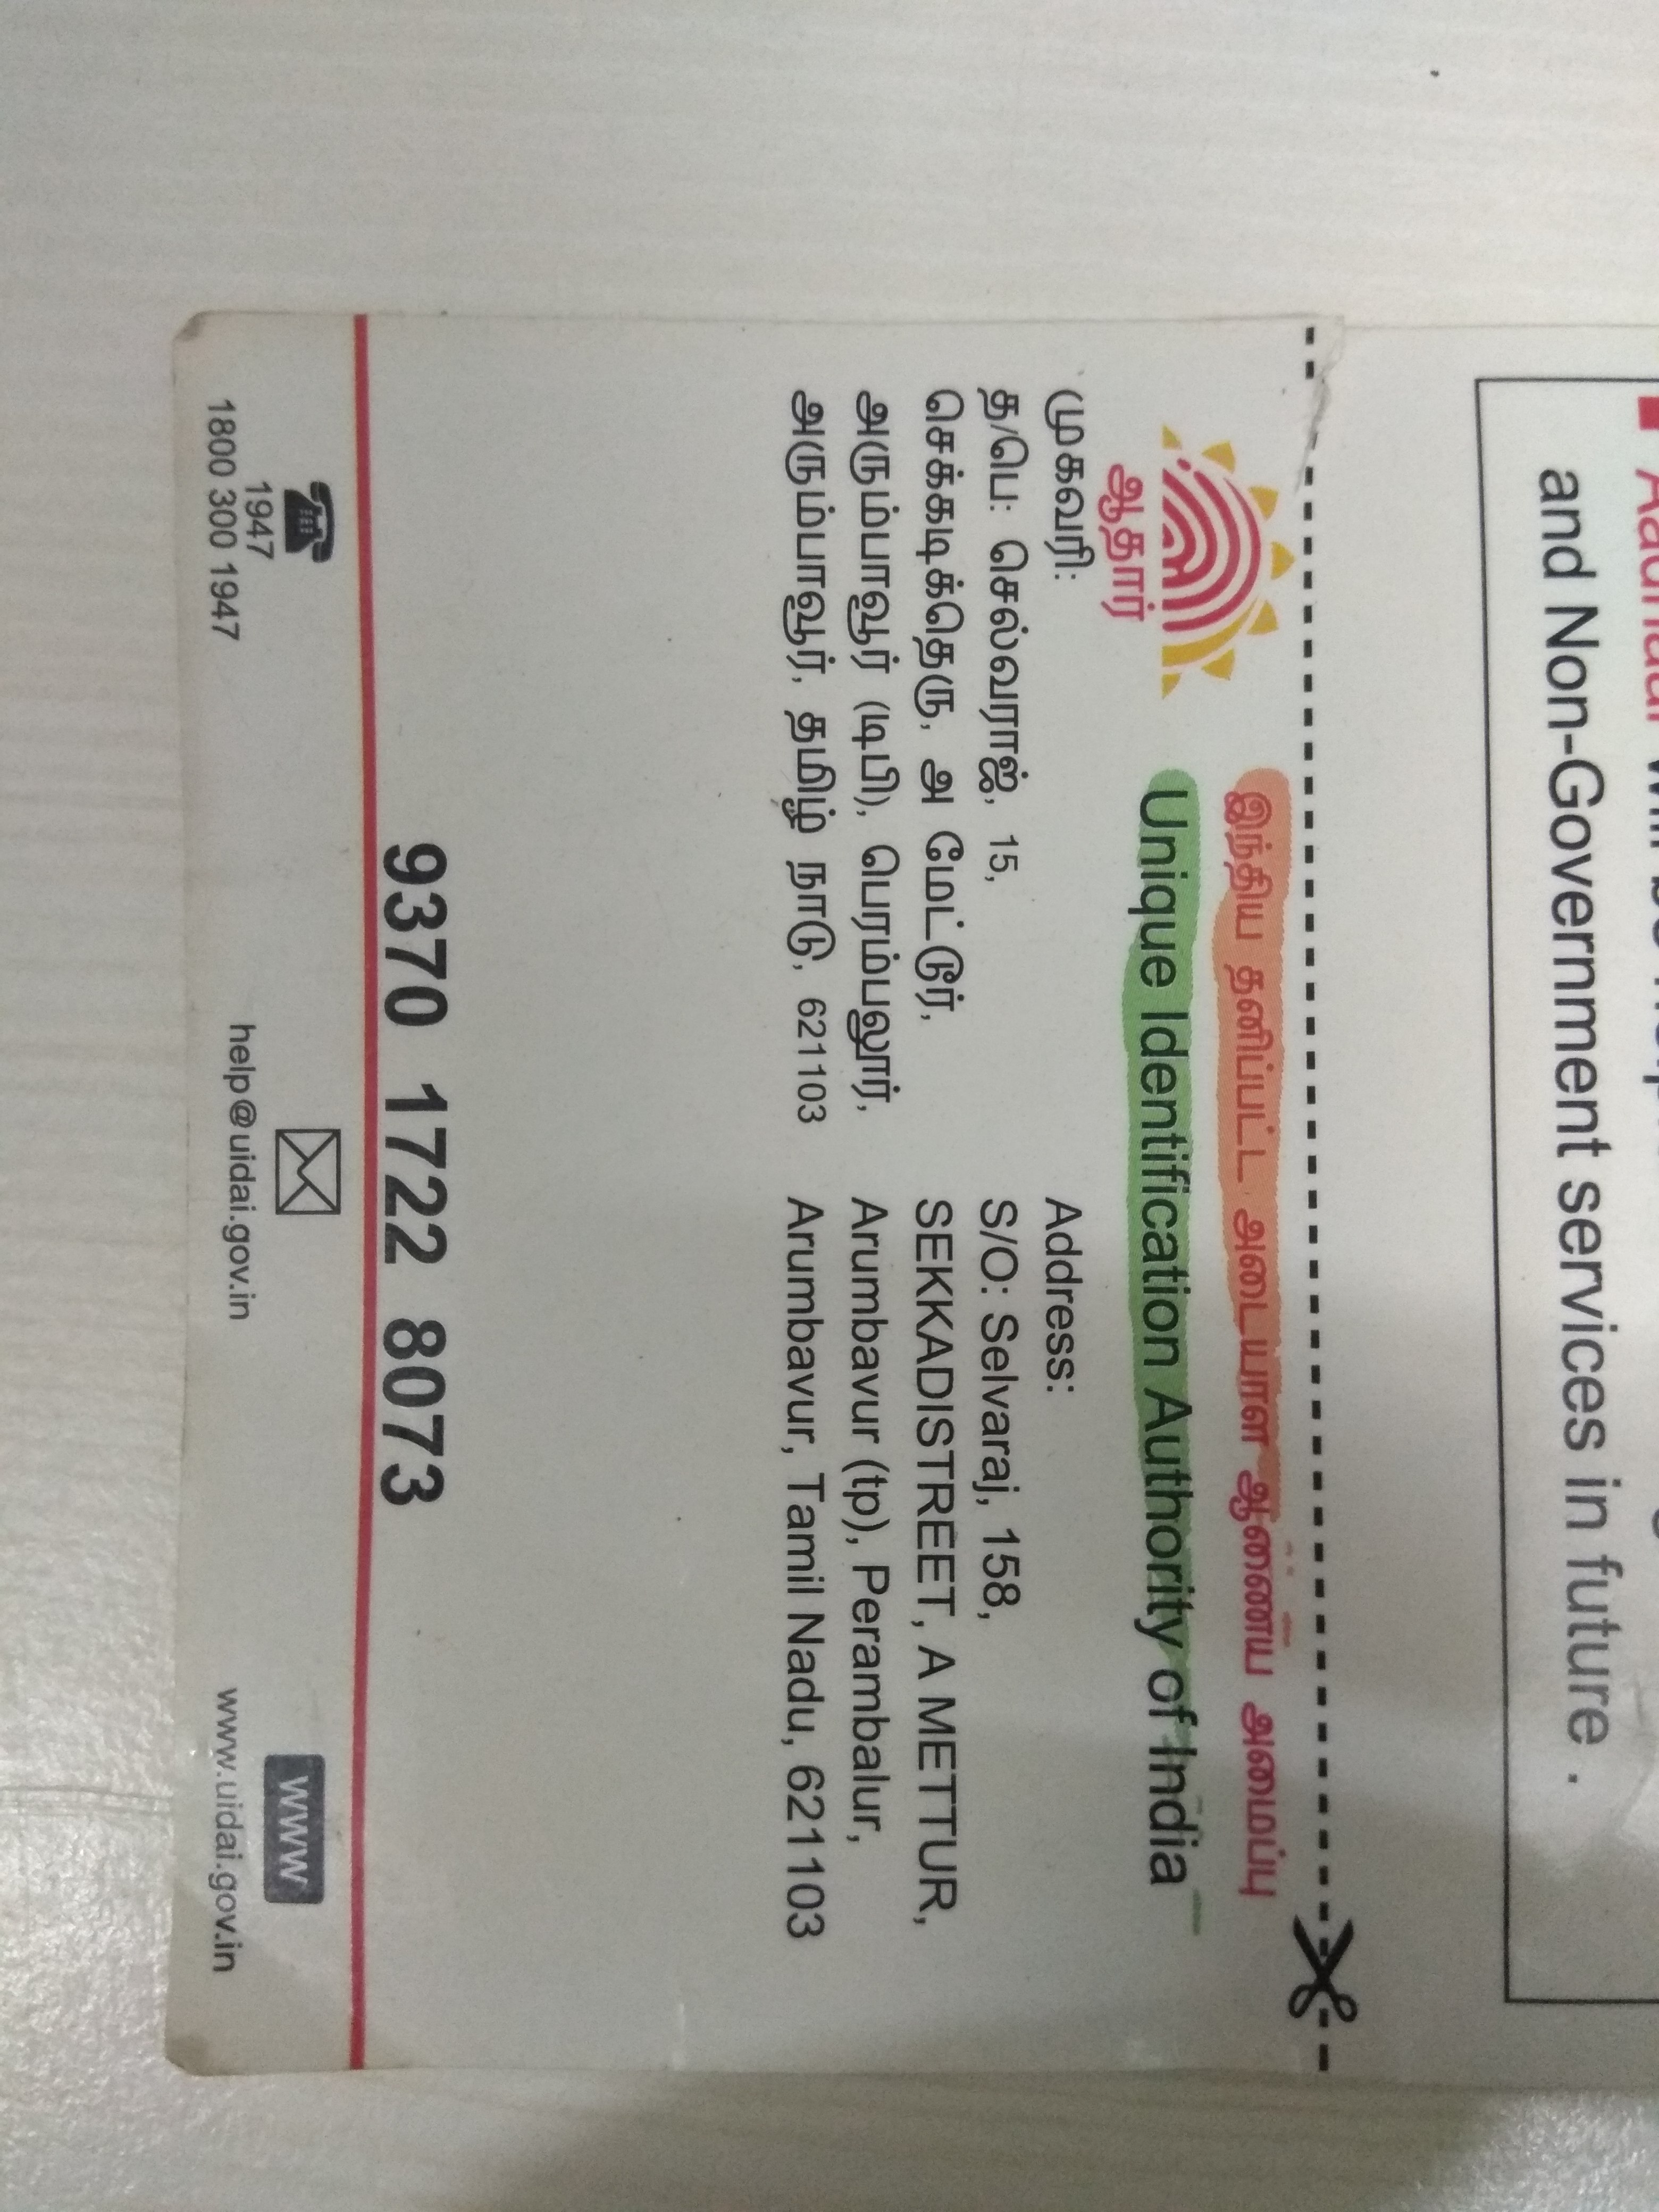 and Non-Government services in future .
இந்திய தனிப்பட்ட அடையாள ஆணைய அமைப்பு
Unique Identification Authority of India
ஆதார்
முகவரி:
த/பெ: செல்வராஜ், 15,
செக்கடிக்தெரு, அ மேட்டுர்,
அரும்பாவூர் (டிபி), பெரம்பலூர்,
அரும்பாவூர், தமிழ் நாடு, 621103
Address:
S/O: Selvaraj, 158,
SEKKADISTREET, A METTUR,
Arumbavur (tp), Perambalur,
Arumbavur, Tamil Nadu, 621103
9370 1722 8073
1947
1800 300 1947
help@uidai.gov.in
www
www.uidai.gov.in